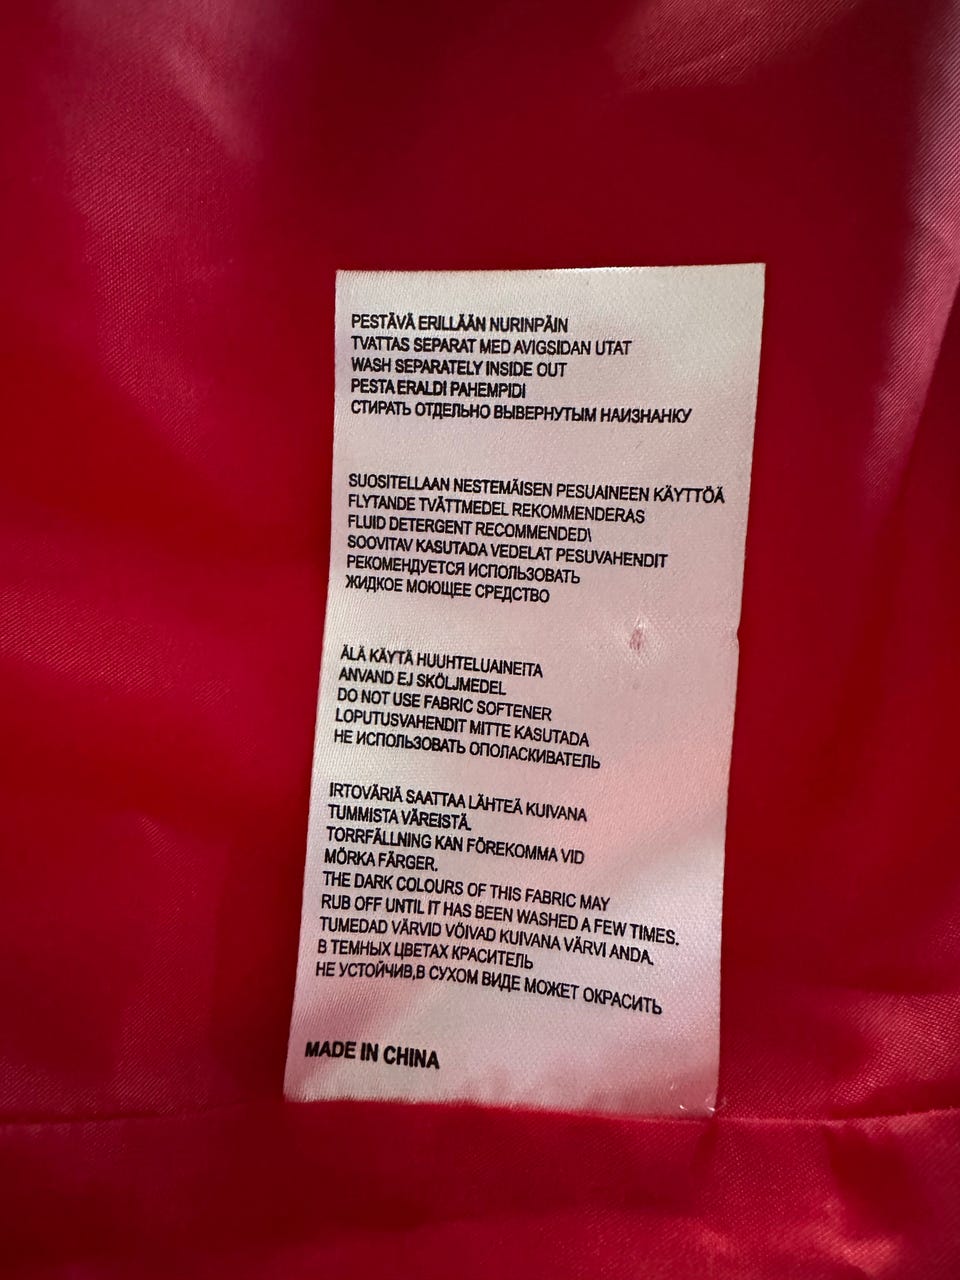 PESTÄVÄ ERILLÄÄN NURINPÄIN
TVATTAS SEPARAT MED AVIGSIDAN UTAT
WASH SEPARATELY INSIDE OUT
PESTA ERALDI PAHEMPIDI
СТИРАТЬ ОТДЕЛЬНО ВЫВЕРНУТЫМ НАИЗНАНКУ
SUOSITELLAAN NESTEMÄISEN PESUAINEEN KÄYTTÖÄ
FLYTANDE TVÄTTMEDEL REKOMMENDERAS
FLUID DETERGENT RECOMMENDED\
SOOVITAV KASUTADA VEDELAT PESUVAHENDIT
РЕКОМЕНДУЕТСЯ ИСПОЛЬЗОВАТЬ
ЖИДКОЕ МОЮЩЕЕ СРЕДСТВО
ÄLÄ KÄYTÄ HUUHTELUAINEITA
ANVAND EJ SKÖLJMEDEL
DO NOT USE FABRIC SOFTENER
LOPUTUSVAHENDIT MITTE KASUTADA
НЕ ИСПОЛЬЗОВАТЬ ОПОЛАСКИВАТЕЛЬ
IRTOVÄRIÄ SAATTAA LÄHTEÄ KUIVANA
TUMMISTA VÄREISTÄ.
TORRFÄLLNING KAN FÖREKOMMA VID
MÖRKA FÄRGER.
THE DARK COLOURS OF THIS FABRIC MAY
RUB OFF UNTIL IT HAS BEEN WASHED A FEW TIMES.
TUMEDAD VÄRVID VÖIVAD KUIVANA VÄRVI ANDA.
В ТЕМНЫХ ЦВЕТАХ КРАСИТЕЛЬ
НЕ УСТОЙЧИВ,В СУХОМ ВИДЕ МОЖЕТ ОКРАСИТЬ
MADE IN CHINA